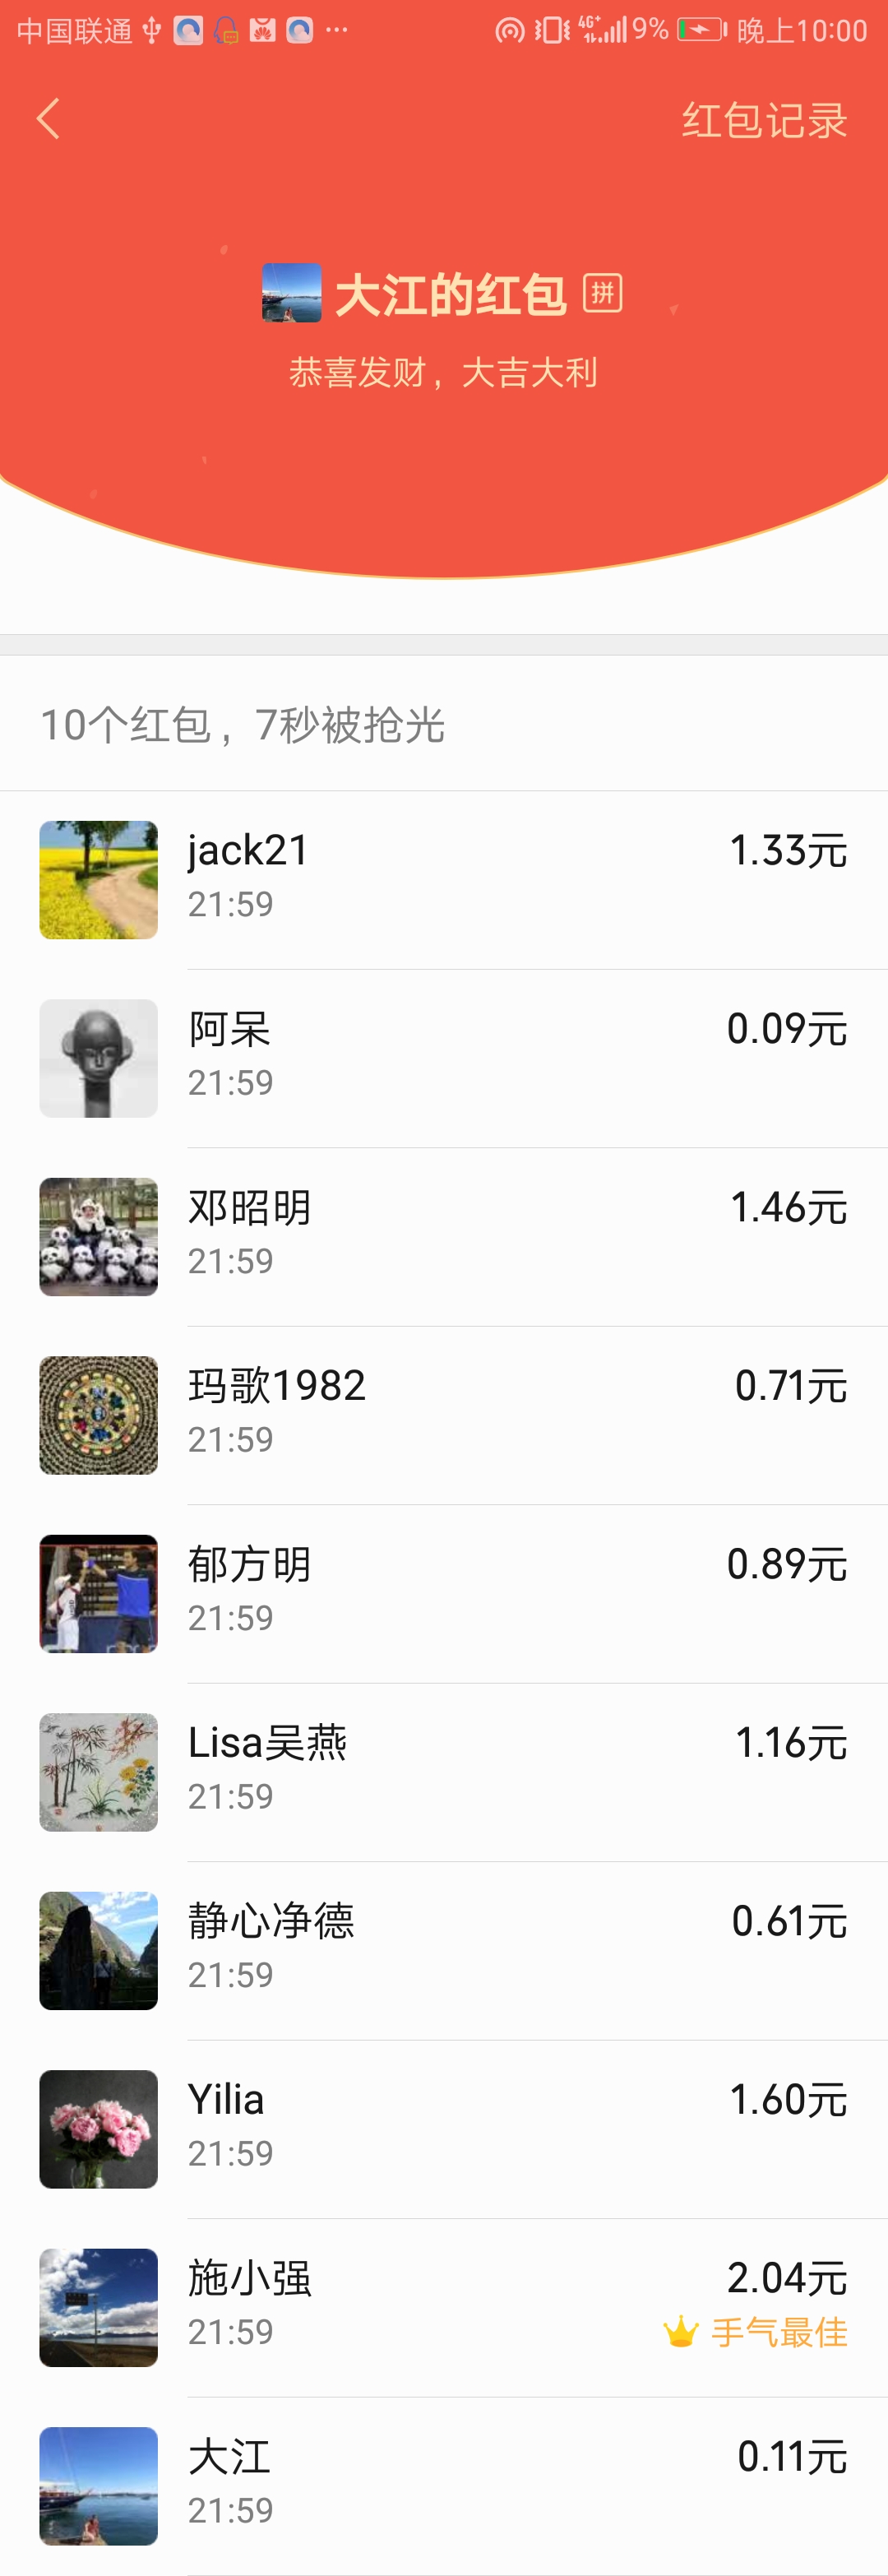 中国联通 4G+ 9% 晚上10:00
红包记录
大江的红包 拼
恭喜发财，大吉大利
10个红包，7秒被抢光
jack21 1.33元
21:59
阿呆 0.09元
21:59
邓昭明 1.46元
21:59
玛歌1982 0.71元
21:59
郁方明 0.89元
21:59
Lisa吴燕 1.16元
21:59
静心净德 0.61元
21:59
Yilia 1.60元
21:59
施小强 2.04元
21:59 手气最佳
大江 0.11元
21:59